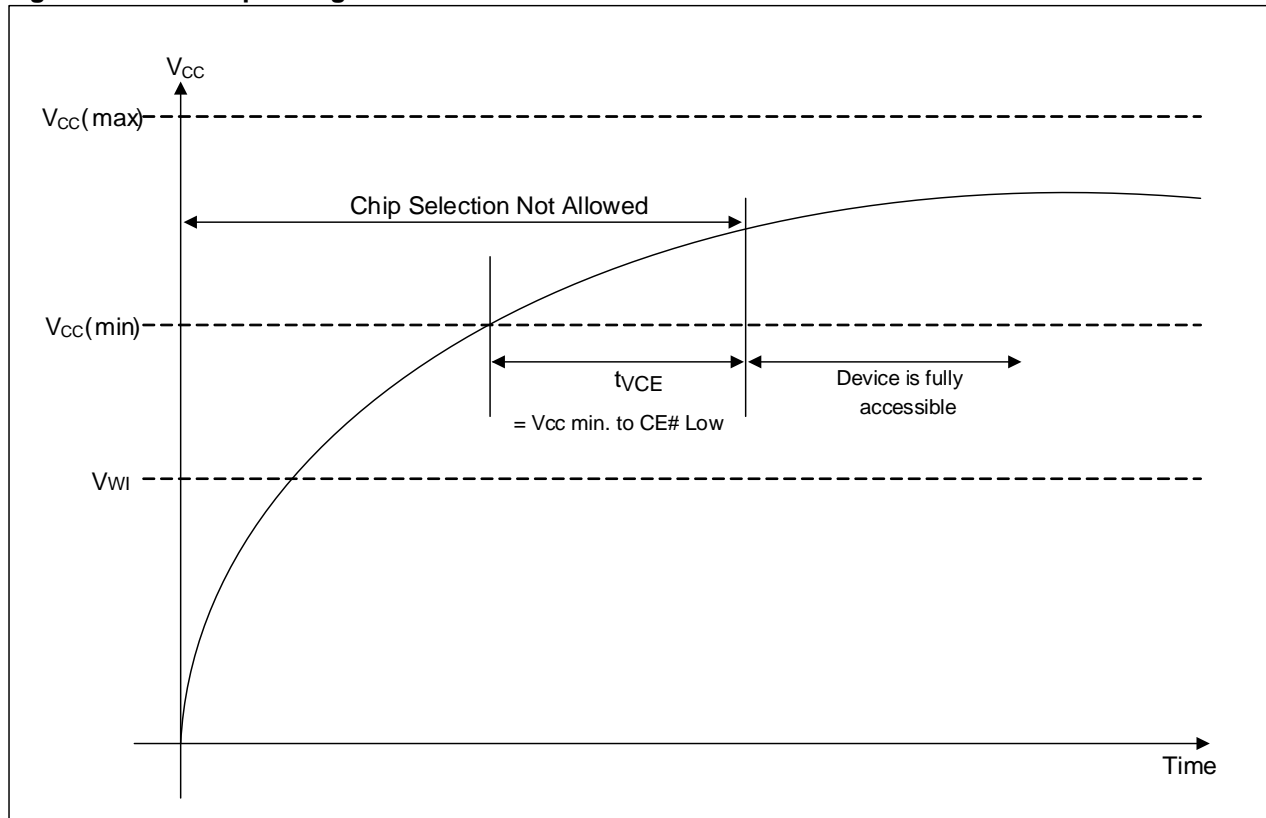 VCC
VCC(max)
Chip Selection Not Allowed
VCC(min)
tVCE
= Vcc min. to CE# Low
Device is fully
accessible
VWI
Time